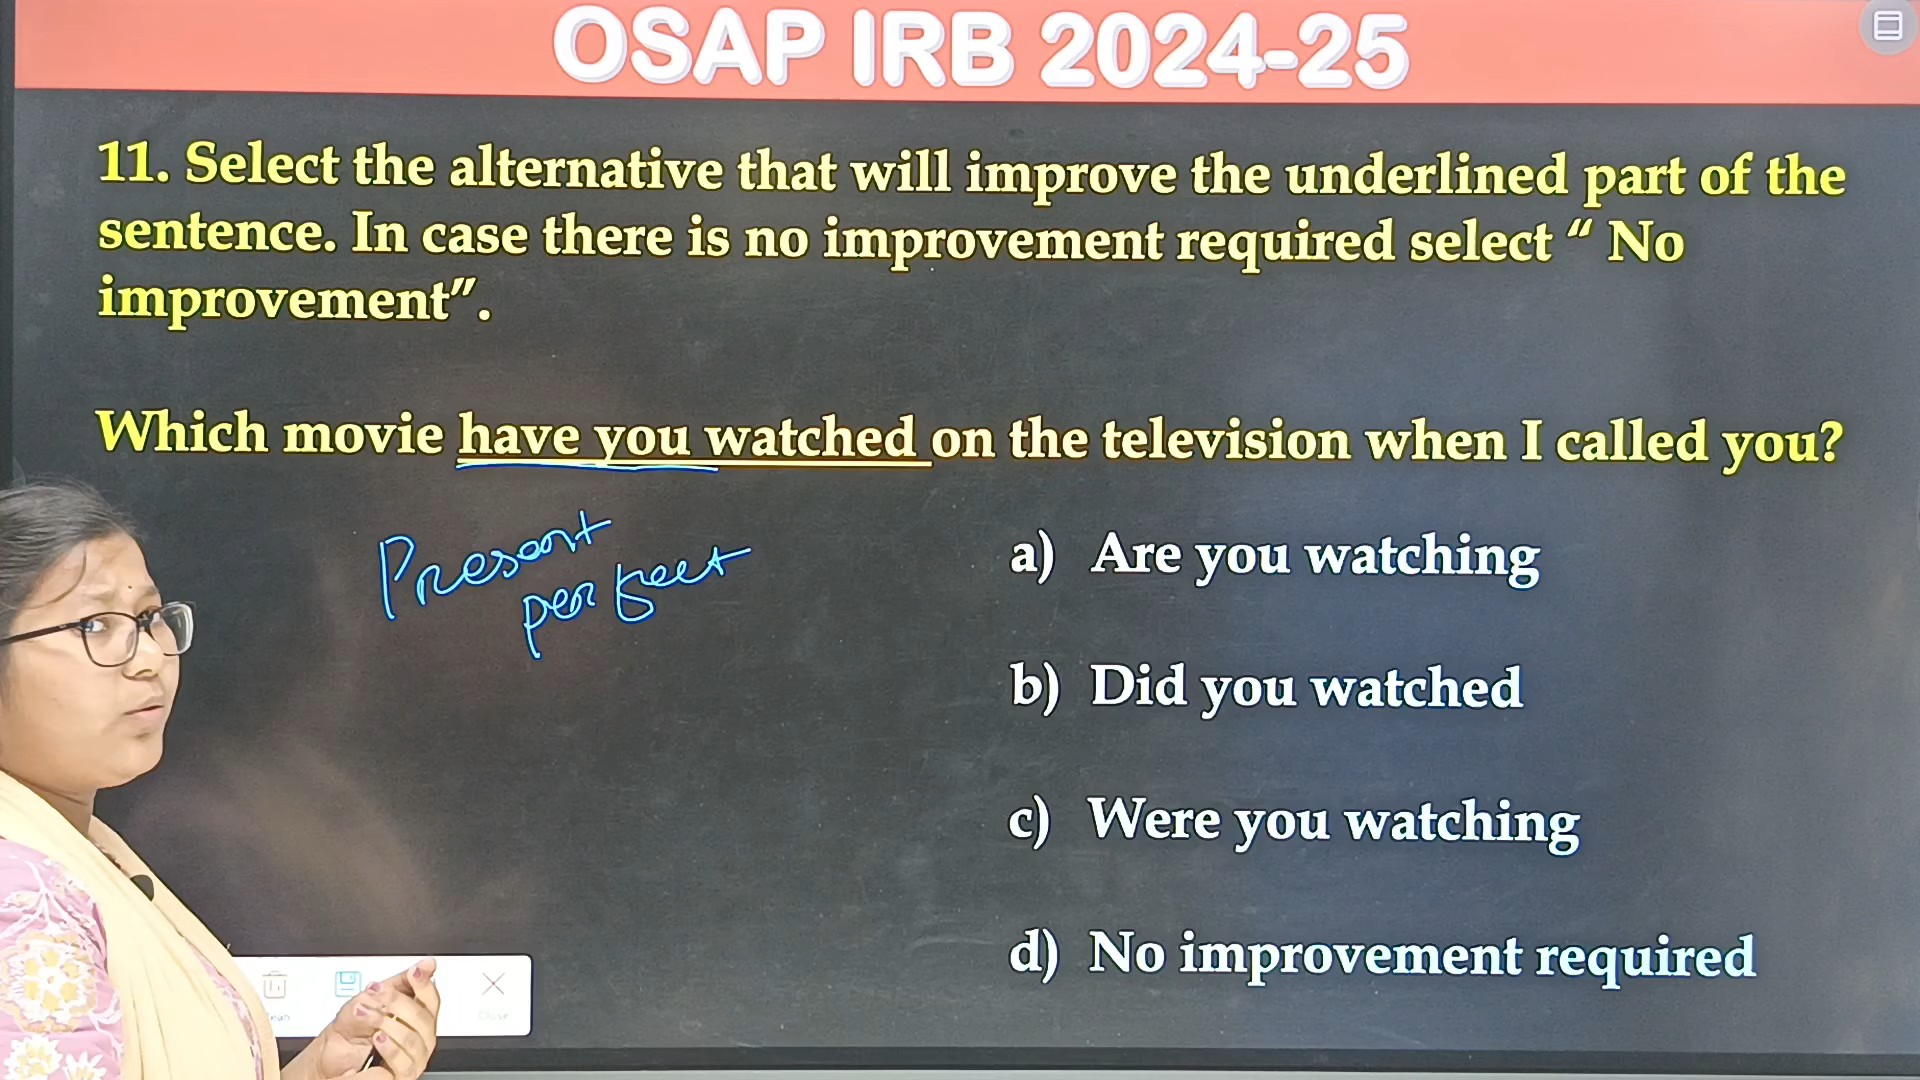 OSAP IRB 2024-25
11. Select the alternative that will improve the underlined part of the
sentence. In case there is no improvement required select “ No
improvement”.
Which movie have you watched on the television when I called you?
Present
perfect
a) Are you watching
b) Did you watched
c) Were you watching
d) No improvement required
Close